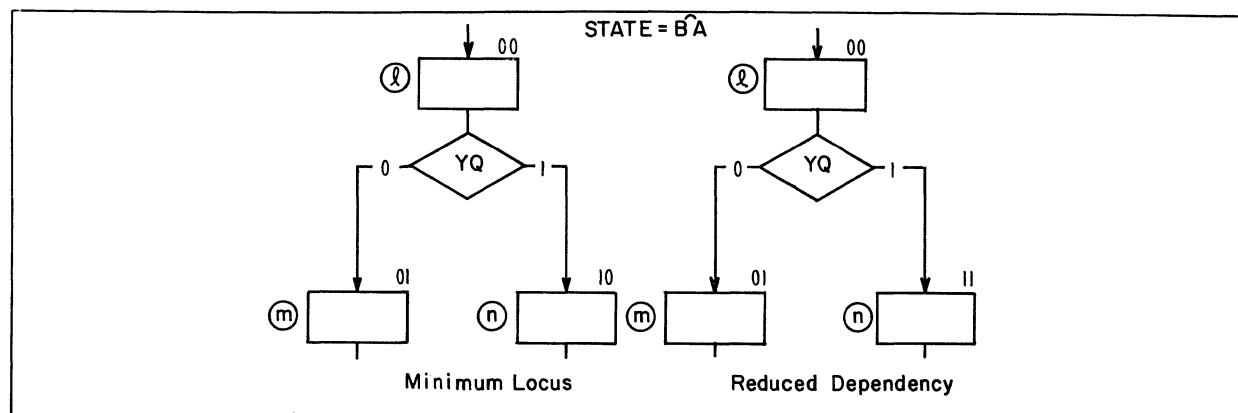 STATE = B^A
00
ℓ
YQ
0
1
01
m
10
n
Minimum Locus
00
ℓ
YQ
0
1
01
m
11
n
Reduced Dependency